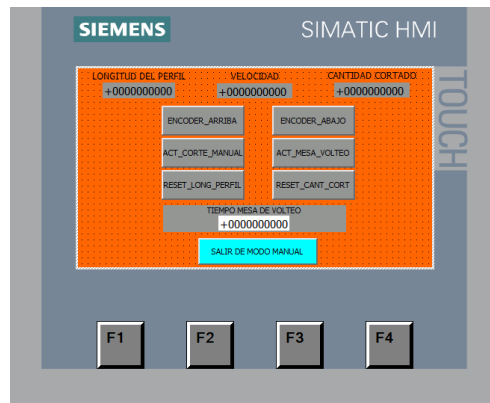 SIEMENS SIMATIC HMI
TOUCH
LONGITUD DEL PERFIL VELOCIDAD CANTIDAD CORTADO
+0000000000 +0000000000 +0000000000
ENCODER_ARRIBA ENCODER_ABAJO
ACT_CORTE_MANUAL ACT_MESA_VOLTEO
RESET_LONG_PERFIL RESET_CANT_CORT
TIEMPO MESA DE VOLTEO
+0000000000
SALIR DE MODO MANUAL
F1 F2 F3 F4